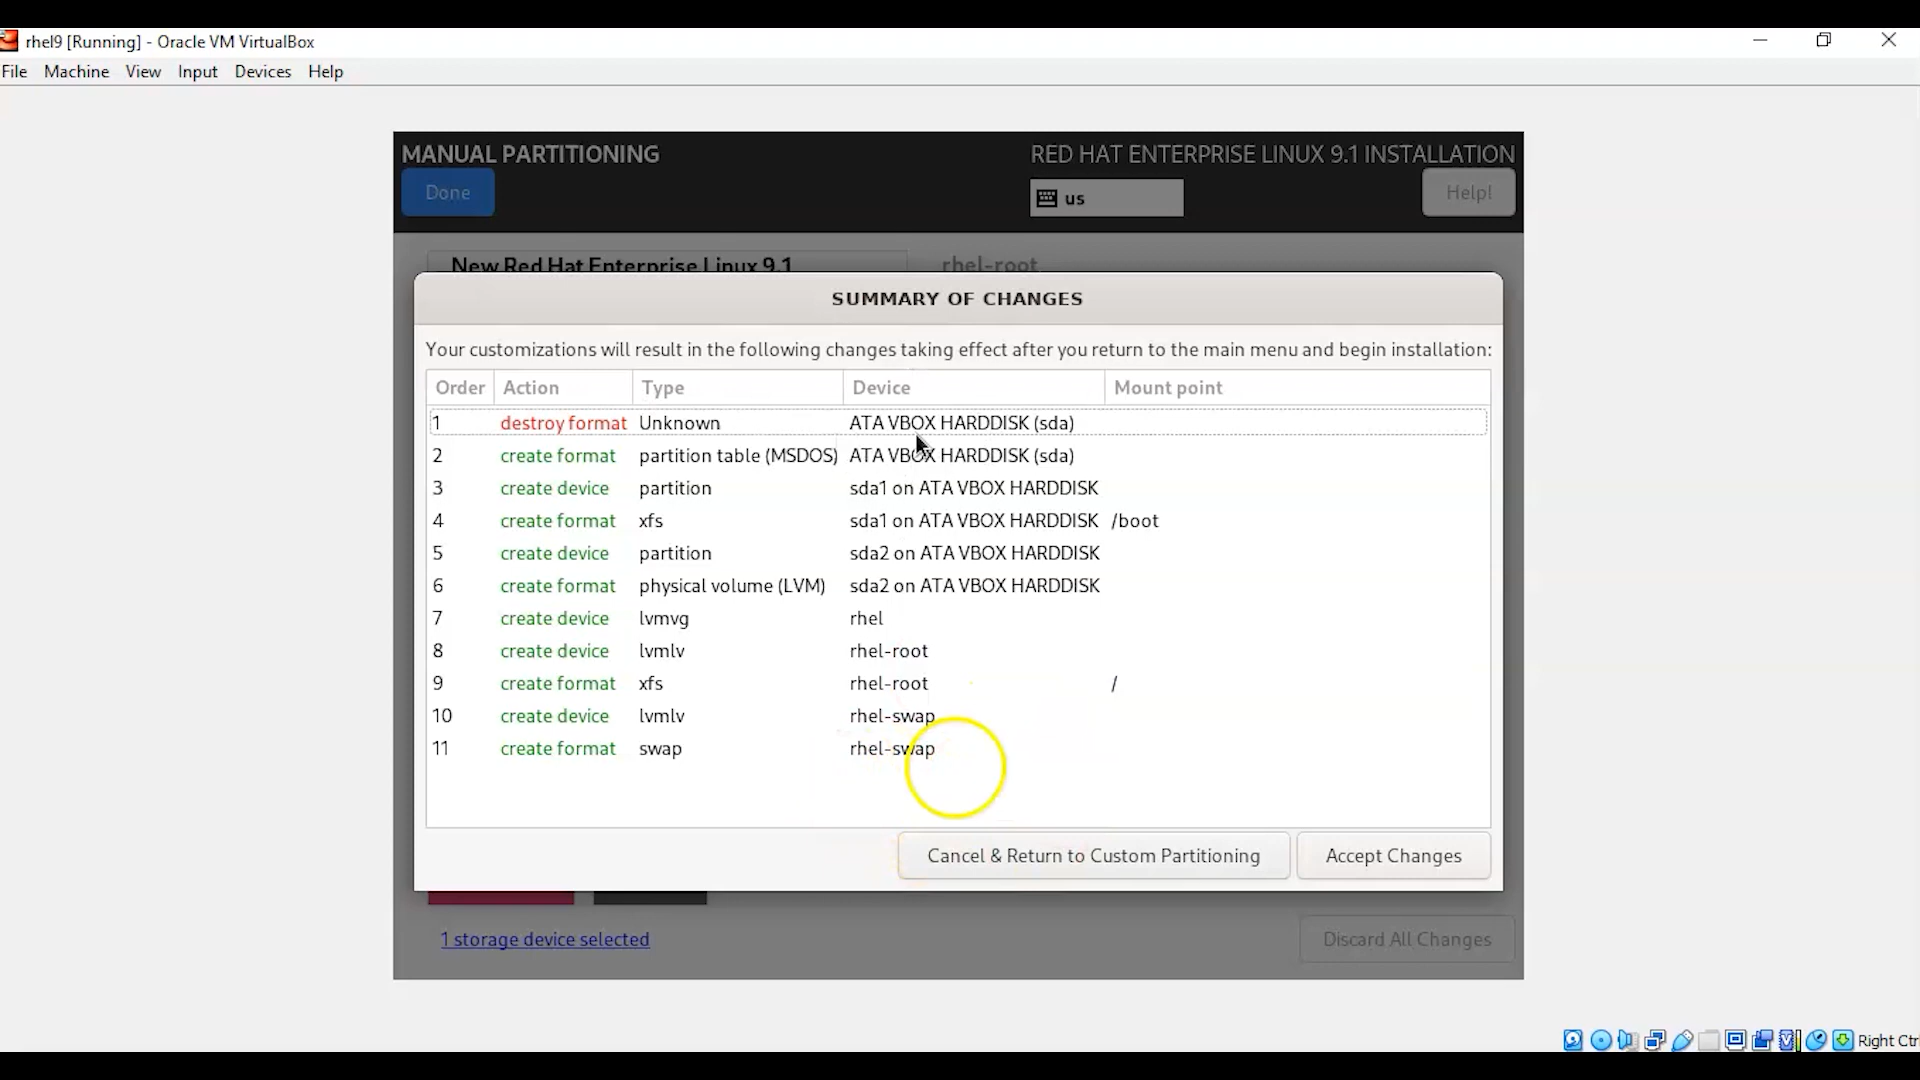 rhel9 [Running] - Oracle VM VirtualBox
File Machine View Input Devices Help
MANUAL PARTITIONING
RED HAT ENTERPRISE LINUX 9.1 INSTALLATION
Done
us
Help!
New Red Hat Enterprise Linux 9.1
rhel-root
SUMMARY OF CHANGES
Your customizations will result in the following changes taking effect after you return to the main menu and begin installation:
Order Action Type Device Mount point
1 destroy format Unknown ATA VBOX HARDDISK (sda)
2 create format partition table (MSDOS) ATA VBOX HARDDISK (sda)
3 create device partition sda1 on ATA VBOX HARDDISK
4 create format xfs sda1 on ATA VBOX HARDDISK /boot
5 create device partition sda2 on ATA VBOX HARDDISK
6 create format physical volume (LVM) sda2 on ATA VBOX HARDDISK
7 create device lvmvg rhel
8 create device lvmlv rhel-root
9 create format xfs rhel-root /
10 create device lvmlv rhel-swap
11 create format swap rhel-swap
Cancel & Return to Custom Partitioning
Accept Changes
1 storage device selected
Discard All Changes
Right Ctrl